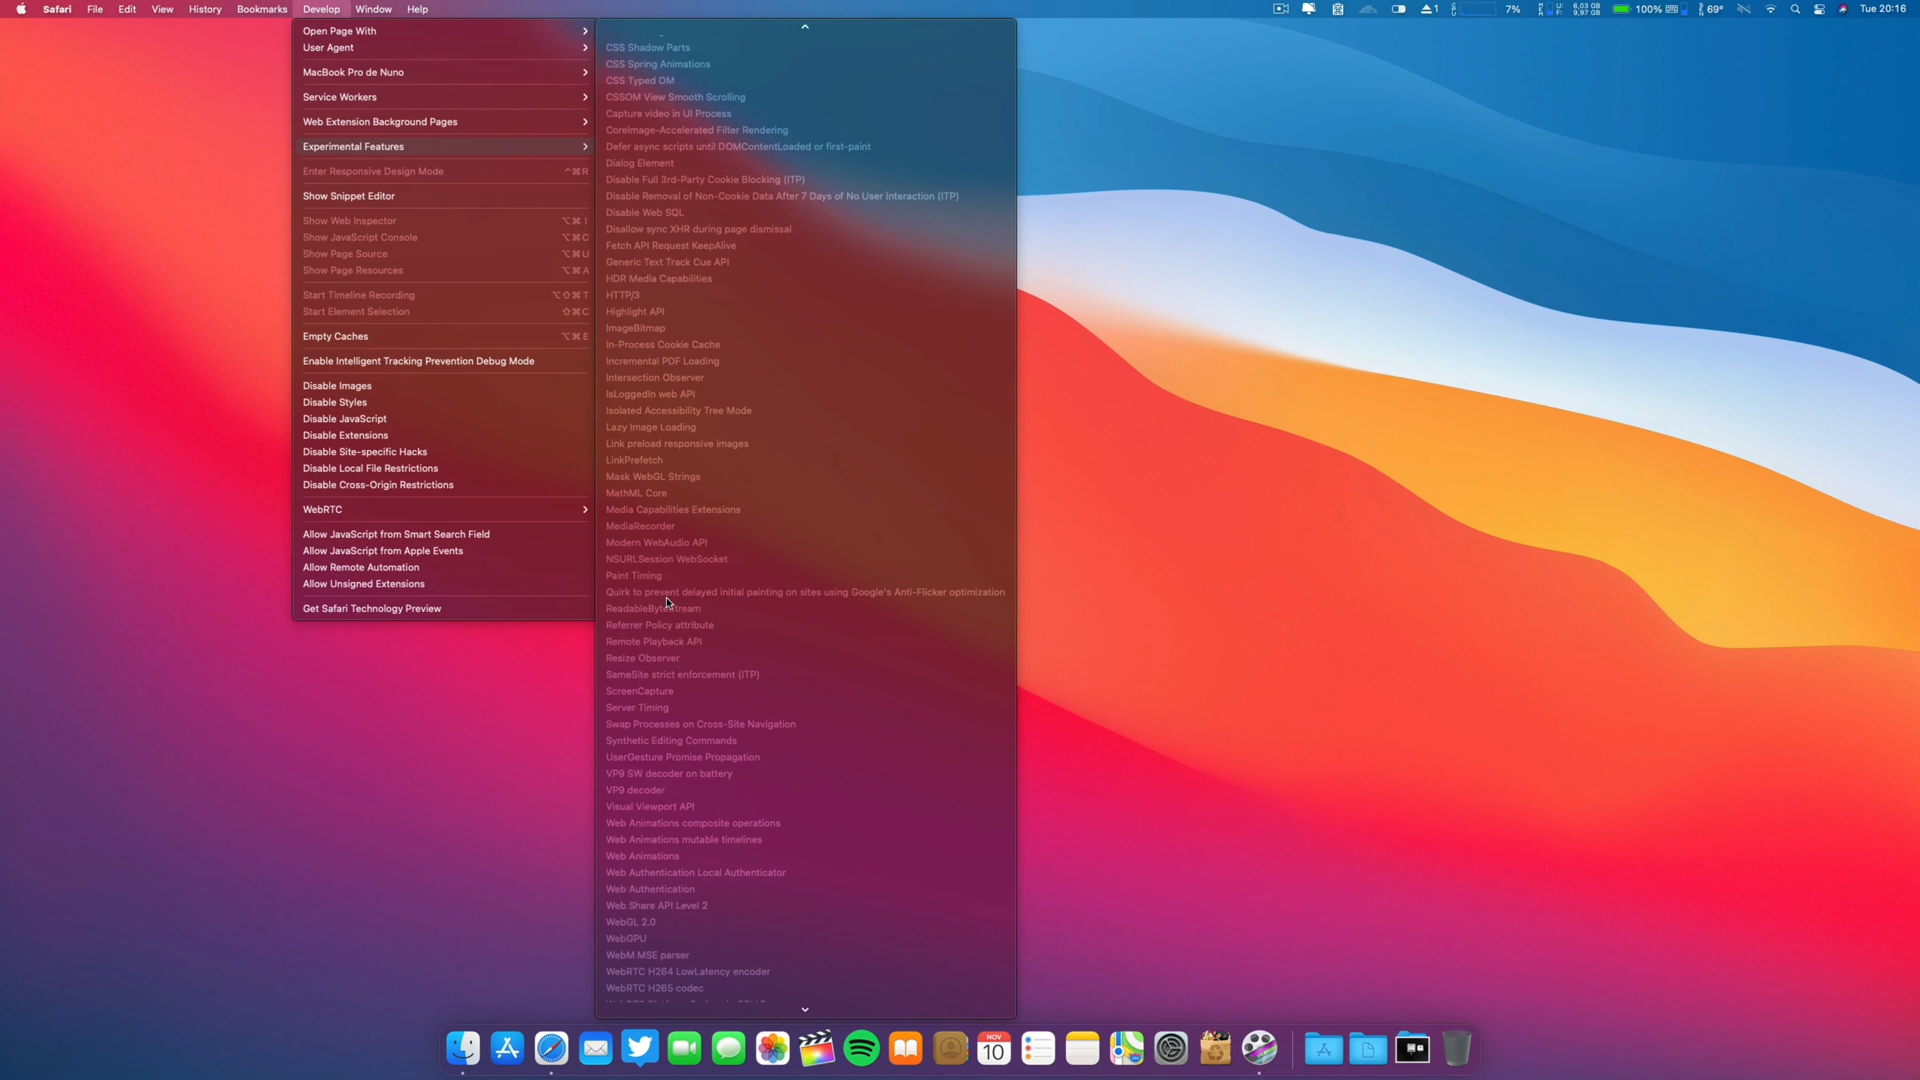 Safari File Edit View History Bookmarks Develop Window Help
1 7% 6,03 GB 9,97 GB 100% 69° Tue 20:16
Open Page With
User Agent
MacBook Pro de Nuno
Service Workers
Web Extension Background Pages
Experimental Features
Enter Responsive Design Mode ^⌘R
Show Snippet Editor
Show Web Inspector ⌥⌘I
Show JavaScript Console ⌥⌘C
Show Page Source ⌥⌘U
Show Page Resources ⌥⌘A
Start Timeline Recording ⌥⇧⌘T
Start Element Selection ⇧⌘C
Empty Caches ⌥⌘E
Enable Intelligent Tracking Prevention Debug Mode
Disable Images
Disable Styles
Disable JavaScript
Disable Extensions
Disable Site-specific Hacks
Disable Local File Restrictions
Disable Cross-Origin Restrictions
WebRTC
Allow JavaScript from Smart Search Field
Allow JavaScript from Apple Events
Allow Remote Automation
Allow Unsigned Extensions
Get Safari Technology Preview
CSS Shadow Parts
CSS Spring Animations
CSS Typed OM
CSSOM View Smooth Scrolling
Capture video in UI Process
CoreImage-Accelerated Filter Rendering
Defer async scripts until DOMContentLoaded or first-paint
Dialog Element
Disable Full 3rd-Party Cookie Blocking (ITP)
Disable Removal of Non-Cookie Data After 7 Days of No User Interaction (ITP)
Disable Web SQL
Disallow sync XHR during page dismissal
Fetch API Request KeepAlive
Generic Text Track Cue API
HDR Media Capabilities
HTTP/3
Highlight API
ImageBitmap
In-Process Cookie Cache
Incremental PDF Loading
Intersection Observer
IsLoggedIn web API
Isolated Accessibility Tree Mode
Lazy Image Loading
Link preload responsive images
LinkPrefetch
Mask WebGL Strings
MathML Core
Media Capabilities Extensions
MediaRecorder
Modern WebAudio API
NSURLSession WebSocket
Paint Timing
Quirk to prevent delayed initial painting on sites using Google's Anti-Flicker optimization
ReadableByteStream
Referrer Policy attribute
Remote Playback API
Resize Observer
SameSite strict enforcement (ITP)
ScreenCapture
Server Timing
Swap Processes on Cross-Site Navigation
Synthetic Editing Commands
UserGesture Promise Propagation
VP9 SW decoder on battery
VP9 decoder
Visual Viewport API
Web Animations composite operations
Web Animations mutable timelines
Web Animations
Web Authentication Local Authenticator
Web Authentication
Web Share API Level 2
WebGL 2.0
WebGPU
WebM MSE parser
WebRTC H264 LowLatency encoder
WebRTC H265 codec
NOV
10